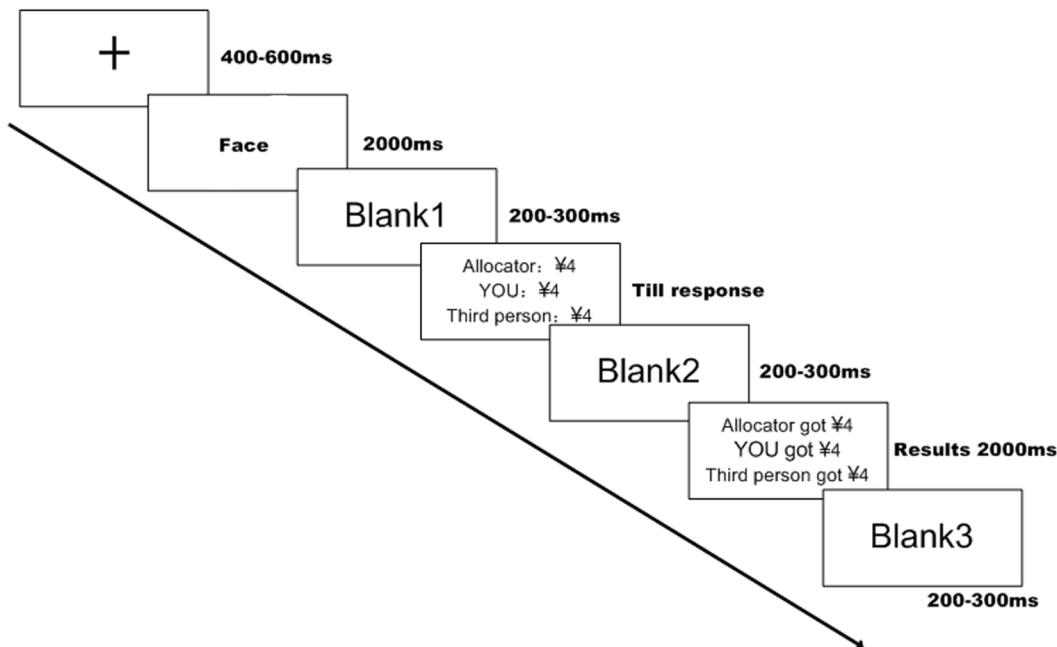 +
400-600ms
Face
2000ms
Blank1
200-300ms
Allocator：¥4
YOU：¥4
Third person：¥4
Till response
Blank2
200-300ms
Allocator got ¥4
YOU got ¥4
Third person got ¥4
Results 2000ms
Blank3
200-300ms